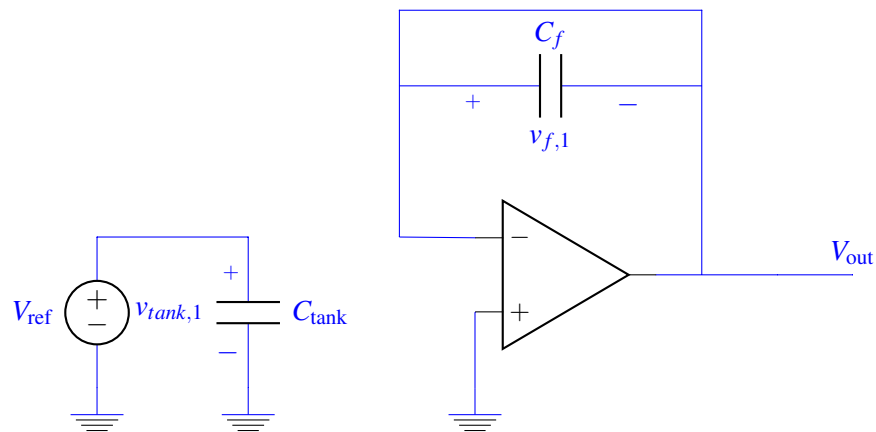 C_f
+ −
v_{f,1}
−
V_out
+
+
V_ref
−
v_{tank,1}
C_tank
+
−